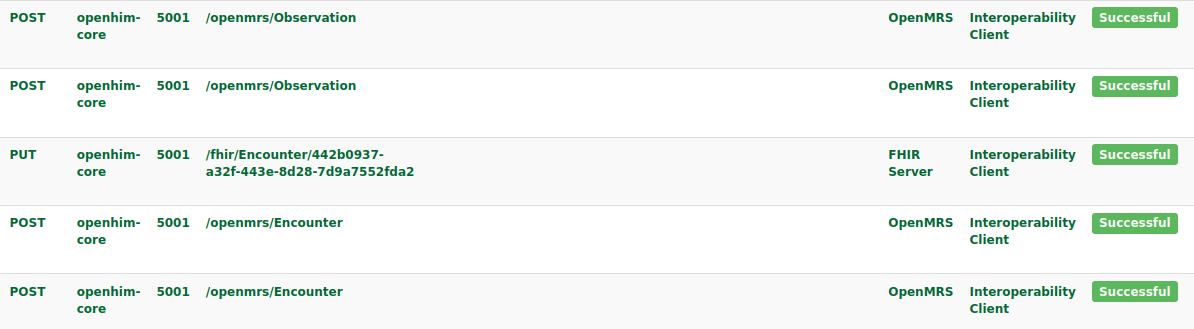 POST openhim- 5001 /openmrs/Observation OpenMRS Interoperability Successful
core Client
POST openhim- 5001 /openmrs/Observation OpenMRS Interoperability Successful
core Client
PUT openhim- 5001 /fhir/Encounter/442b0937- FHIR Interoperability Successful
core a32f-443e-8d28-7d9a7552fda2 Server Client
POST openhim- 5001 /openmrs/Encounter OpenMRS Interoperability Successful
core Client
POST openhim- 5001 /openmrs/Encounter OpenMRS Interoperability Successful
core Client